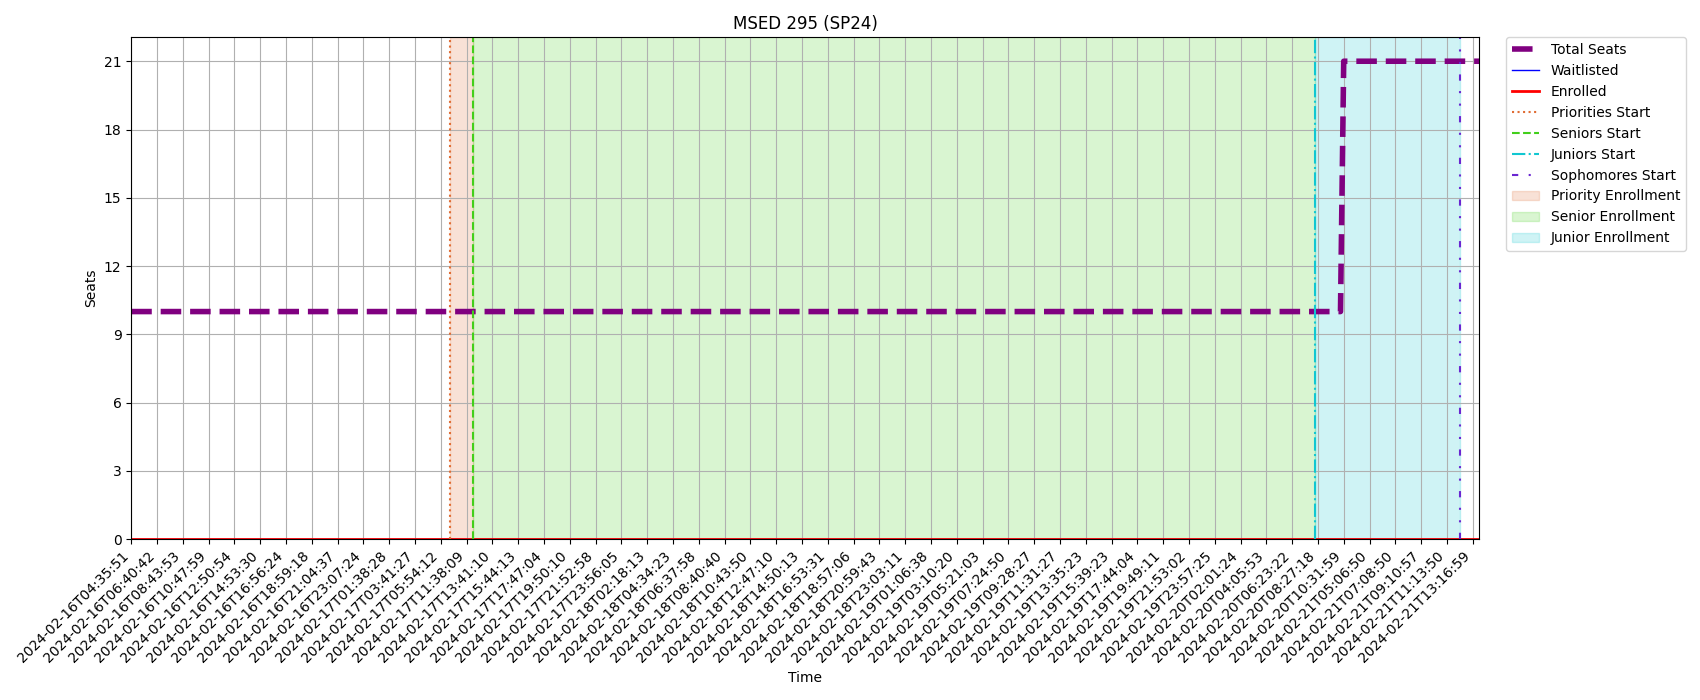 MSED 295 (SP24)
Seats
21
18
15
12
9
6
3
0
2024-02-16T04:35:51
2024-02-16T06:40:42
2024-02-16T08:43:53
2024-02-16T10:47:59
2024-02-16T12:50:54
2024-02-16T14:53:30
2024-02-16T16:56:24
2024-02-16T18:59:18
2024-02-16T21:04:37
2024-02-16T23:07:24
2024-02-17T01:38:28
2024-02-17T03:41:27
2024-02-17T05:54:12
2024-02-17T11:38:09
2024-02-17T13:41:10
2024-02-17T15:44:13
2024-02-17T17:47:04
2024-02-17T19:50:10
2024-02-17T21:52:58
2024-02-17T23:56:05
2024-02-18T02:18:13
2024-02-18T04:34:23
2024-02-18T06:37:58
2024-02-18T08:40:40
2024-02-18T10:43:50
2024-02-18T12:47:10
2024-02-18T14:50:13
2024-02-18T16:53:31
2024-02-18T18:57:06
2024-02-18T20:59:43
2024-02-18T23:03:11
2024-02-19T01:06:38
2024-02-19T03:10:20
2024-02-19T05:21:03
2024-02-19T07:24:50
2024-02-19T09:28:27
2024-02-19T11:31:27
2024-02-19T13:35:23
2024-02-19T15:39:23
2024-02-19T17:44:04
2024-02-19T19:49:11
2024-02-19T21:53:02
2024-02-19T23:57:25
2024-02-20T02:01:24
2024-02-20T04:05:53
2024-02-20T06:23:22
2024-02-20T08:27:18
2024-02-20T10:31:59
2024-02-21T05:06:50
2024-02-21T07:08:50
2024-02-21T09:10:57
2024-02-21T11:13:50
2024-02-21T13:16:59
Time
Total Seats
Waitlisted
Enrolled
Priorities Start
Seniors Start
Juniors Start
Sophomores Start
Priority Enrollment
Senior Enrollment
Junior Enrollment